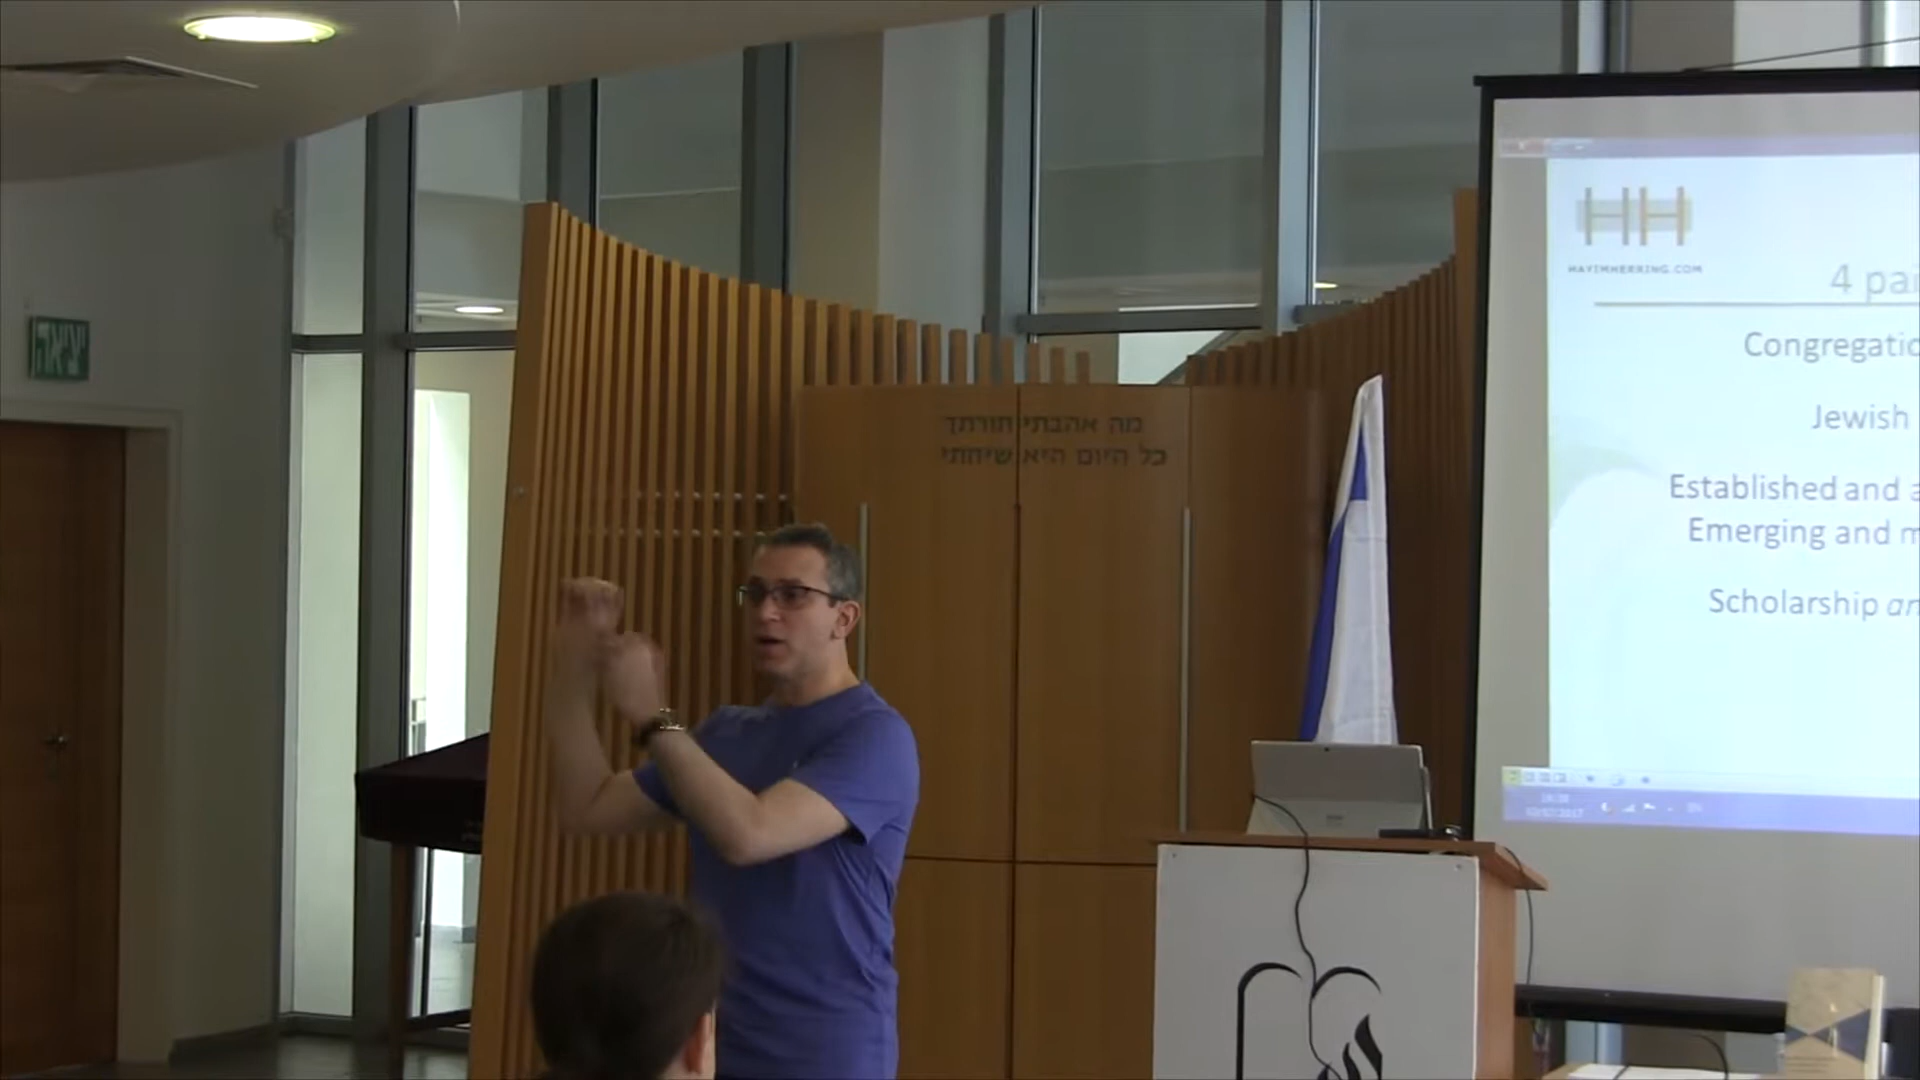 יציאה
מה אהבתי תורתך
כל היום היא שיחתי
HH
HAYIMHERRING.COM
4 pai
Congregatio
Jewish
Established and a
Emerging and m
Scholarship an